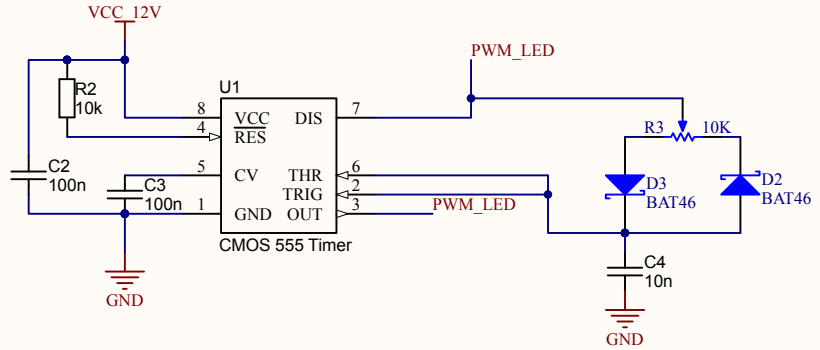 VCC_12V
PWM_LED
R2
10k
U1
8
VCC
DIS
7
4
RES
R3
10K
C2
100n
5
CV
THR
6
C3
100n
TRIG
2
D3
BAT46
D2
BAT46
1
GND
OUT
3
PWM_LED
CMOS 555 Timer
C4
10n
GND
GND